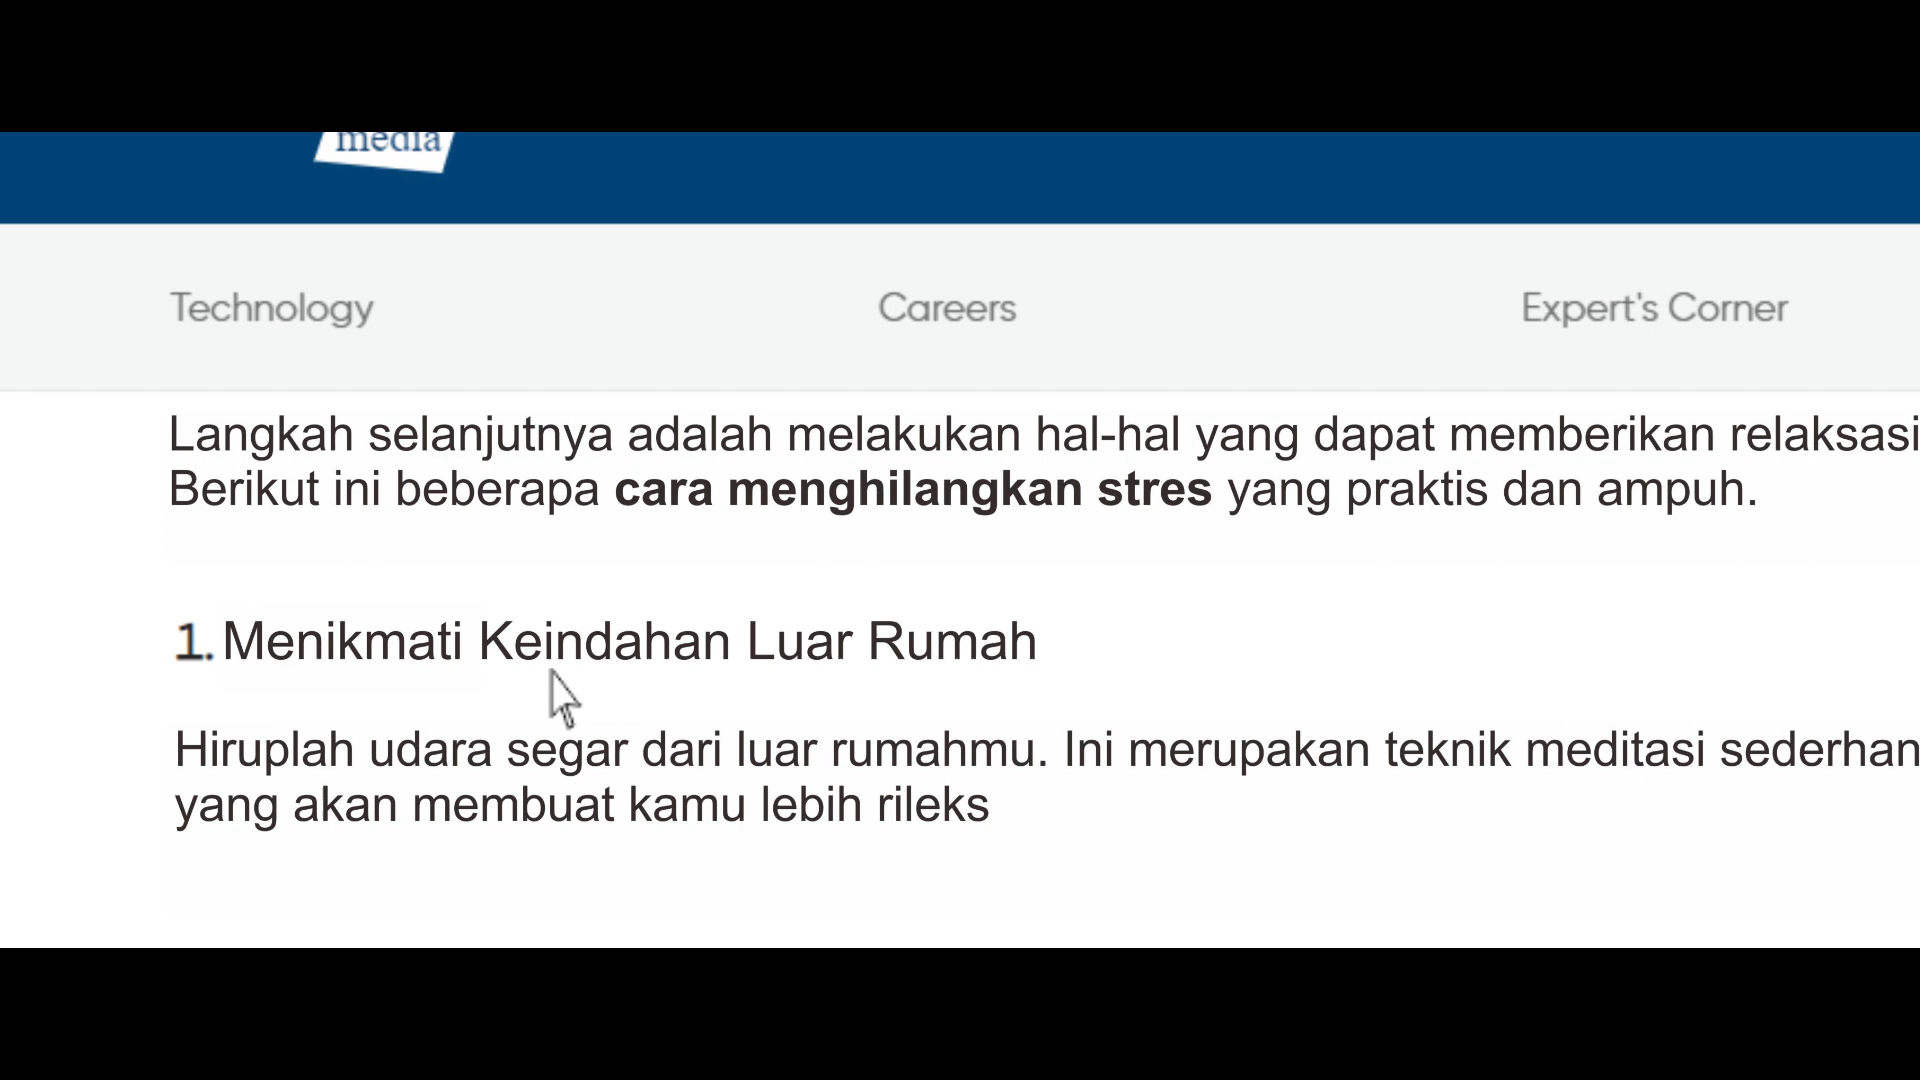 media
Technology Careers Expert's Corner
Langkah selanjutnya adalah melakukan hal-hal yang dapat memberikan relaksasi
Berikut ini beberapa cara menghilangkan stres yang praktis dan ampuh.
1. Menikmati Keindahan Luar Rumah
Hiruplah udara segar dari luar rumahmu. Ini merupakan teknik meditasi sederhan
yang akan membuat kamu lebih rileks